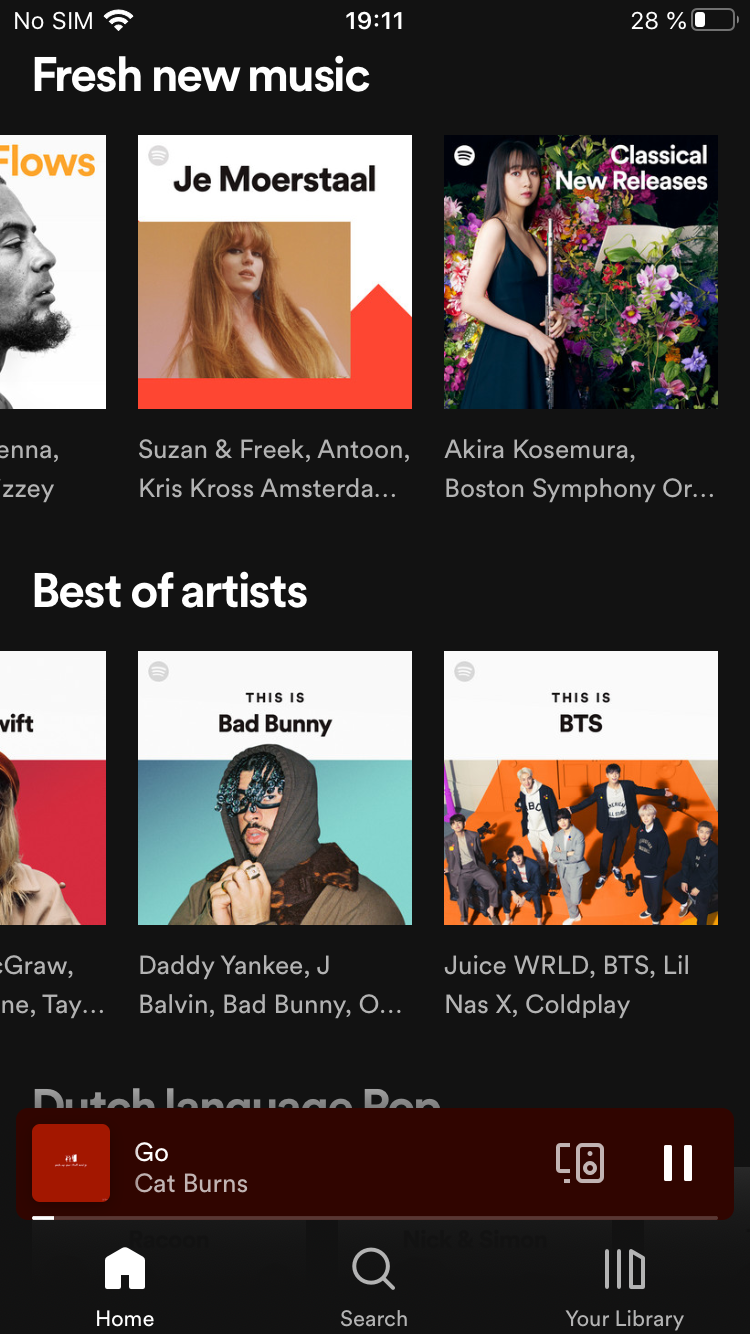 No SIM 19:11 28 %
Fresh new music
Flows
Je Moerstaal
Classical
New Releases
enna,
izzey
Suzan & Freek, Antoon,
Kris Kross Amsterda...
Akira Kosemura,
Boston Symphony Or...
Best of artists
wift
THIS IS
Bad Bunny
THIS IS
BTS
cGraw,
ne, Tay...
Daddy Yankee, J
Balvin, Bad Bunny, O...
Juice WRLD, BTS, Lil
Nas X, Coldplay
Dutch language Pop
Go
Cat Burns
Racoon
Nick & Simon
Home
Search
Your Library